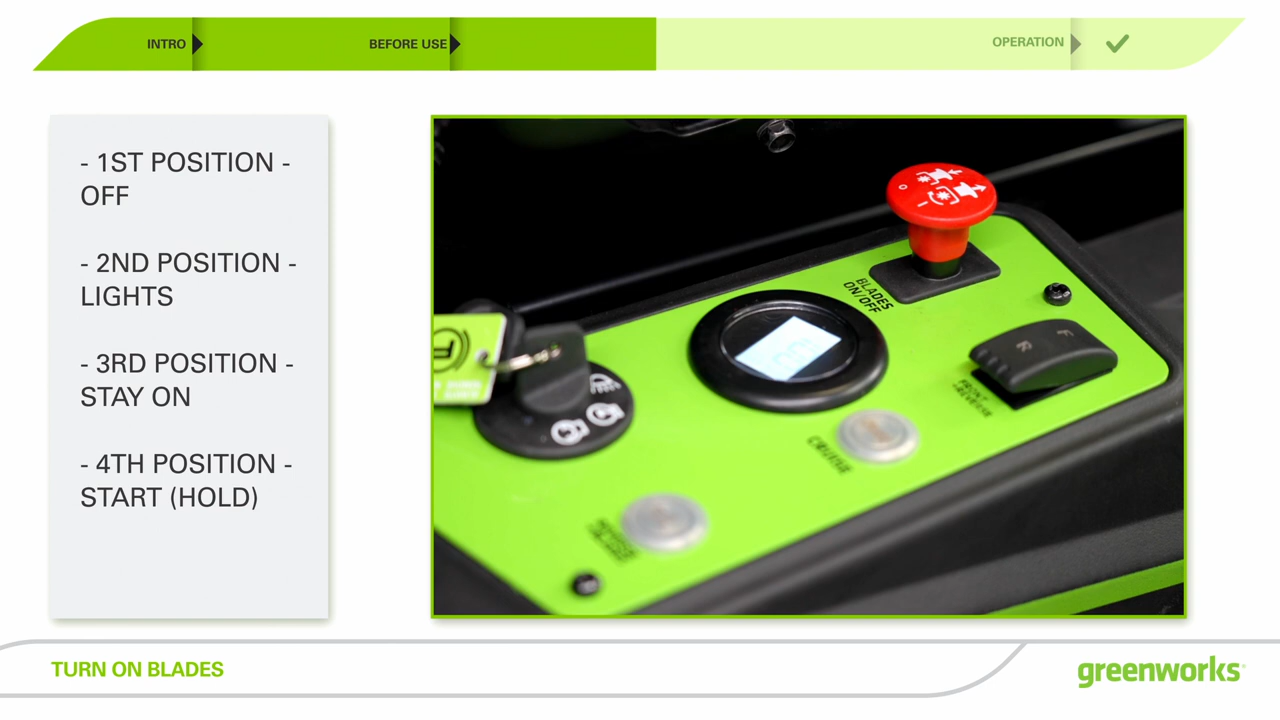 INTRO
BEFORE USE
OPERATION
- 1ST POSITION -
OFF
- 2ND POSITION -
LIGHTS
- 3RD POSITION -
STAY ON
- 4TH POSITION -
START (HOLD)
BLADES
ON/OFF
F
R
FRONT
CRUISE
TURN ON BLADES
greenworks